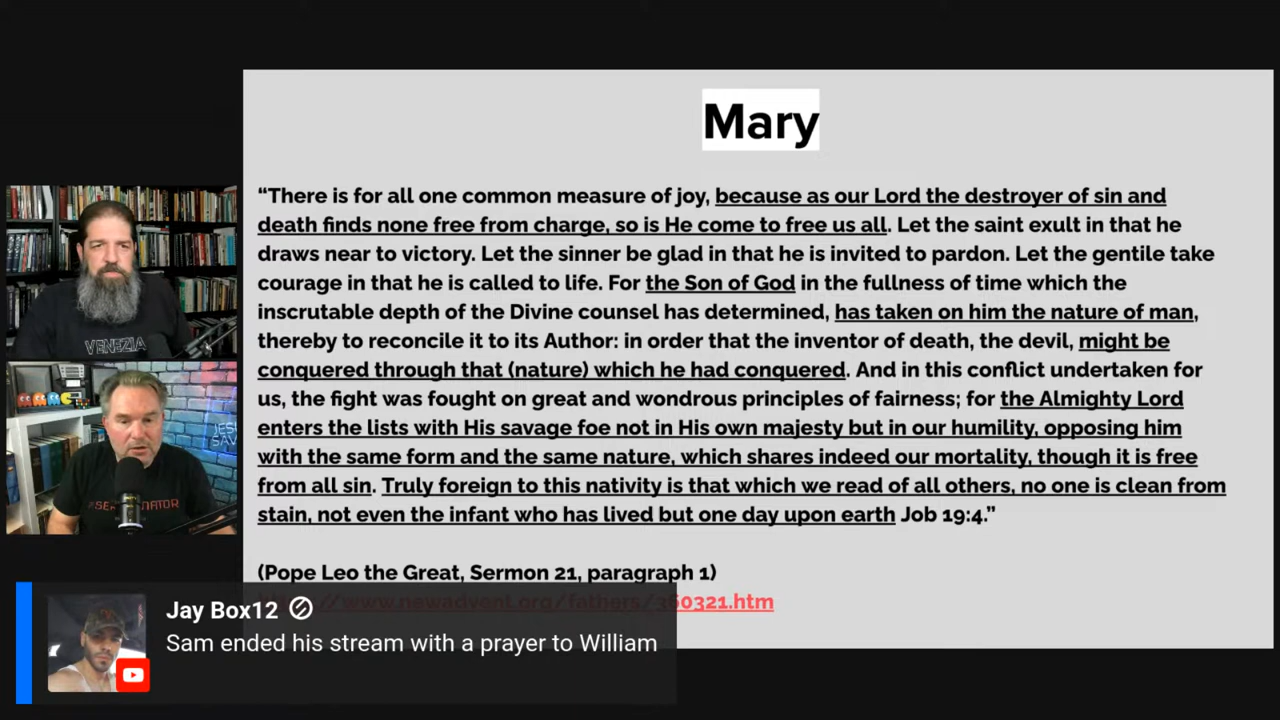 Mary
“There is for all one common measure of joy, because as our Lord the destroyer of sin and
death finds none free from charge, so is He come to free us all. Let the saint exult in that he
draws near to victory. Let the sinner be glad in that he is invited to pardon. Let the gentile take
courage in that he is called to life. For the Son of God in the fullness of time which the
inscrutable depth of the Divine counsel has determined, has taken on him the nature of man,
thereby to reconcile it to its Author: in order that the inventor of death, the devil, might be
conquered through that (nature) which he had conquered. And in this conflict undertaken for
us, the fight was fought on great and wondrous principles of fairness; for the Almighty Lord
enters the lists with His savage foe not in His own majesty but in our humility, opposing him
with the same form and the same nature, which shares indeed our mortality, though it is free
from all sin. Truly foreign to this nativity is that which we read of all others, no one is clean from
stain, not even the infant who has lived but one day upon earth Job 19:4.”
(Pope Leo the Great, Sermon 21, paragraph 1)
www.newadvent.org/fathers/360321.htm
VENEZIA
Jay Box12
Sam ended his stream with a prayer to William